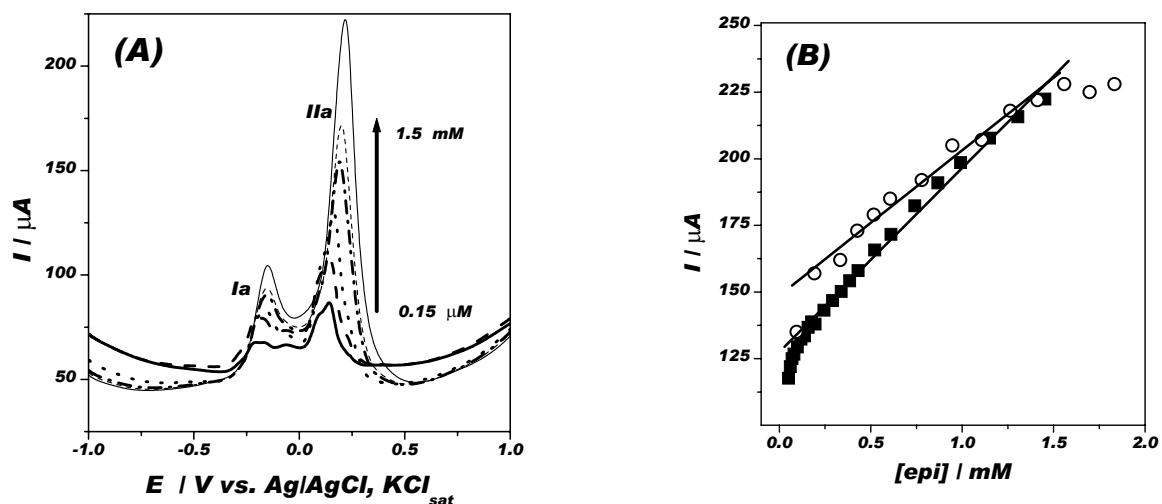 (A)
200
150
100
50
I / μA
Ia
IIa
1.5 mM
0.15 μM
-1.0 -0.5 0.0 0.5 1.0
E / V vs. Ag/AgCl, KCl sat
(B)
250
225
200
175
150
125
I / μA
0.0 0.5 1.0 1.5 2.0
[epi] / mM